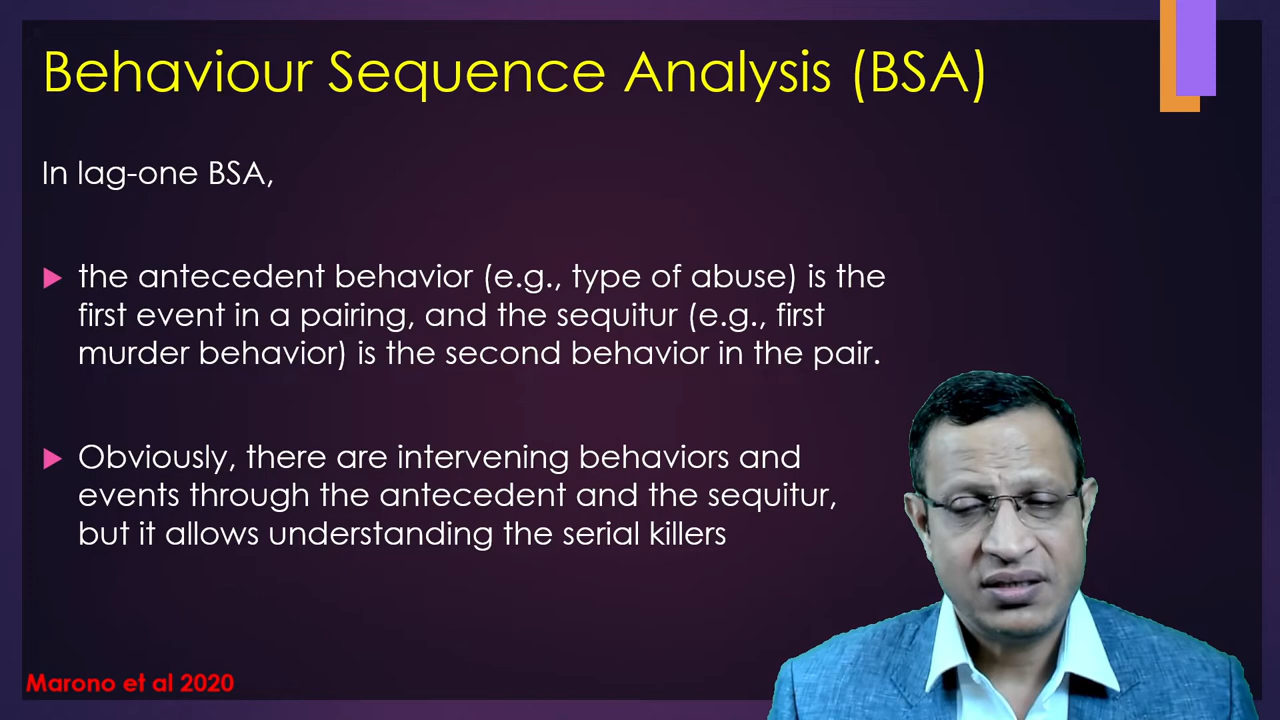 Behaviour Sequence Analysis (BSA)
In lag-one BSA,
the antecedent behavior (e.g., type of abuse) is the
first event in a pairing, and the sequitur (e.g., first
murder behavior) is the second behavior in the pair.
Obviously, there are intervening behaviors and
events through the antecedent and the sequitur,
but it allows understanding the serial killers
Marono et al 2020